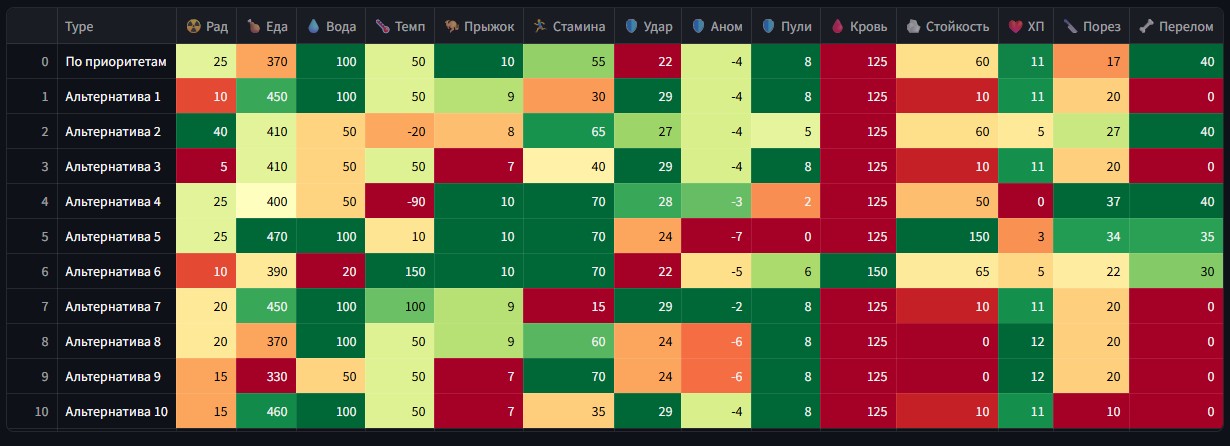 Type Рад Еда Вода Темп Прыжок Стамина Удар Аном Пули Кровь Стойкость ХП Порез Перелом
0 По приоритетам 25 370 100 50 10 55 22 -4 8 125 60 11 17 40
1 Альтернатива 1 10 450 100 50 9 30 29 -4 8 125 10 11 20 0
2 Альтернатива 2 40 410 50 -20 8 65 27 -4 5 125 60 5 27 40
3 Альтернатива 3 5 410 50 50 7 40 29 -4 8 125 10 11 20 0
4 Альтернатива 4 25 400 50 -90 10 70 28 -3 2 125 50 0 37 40
5 Альтернатива 5 25 470 100 10 10 70 24 -7 0 125 150 3 34 35
6 Альтернатива 6 10 390 20 150 10 70 22 -5 6 150 65 5 22 30
7 Альтернатива 7 20 450 100 100 9 15 29 -2 8 125 10 11 20 0
8 Альтернатива 8 20 370 100 50 9 60 24 -6 8 125 0 12 20 0
9 Альтернатива 9 15 330 50 50 7 70 24 -6 8 125 0 12 20 0
10 Альтернатива 10 15 460 100 50 7 35 29 -4 8 125 10 11 10 0